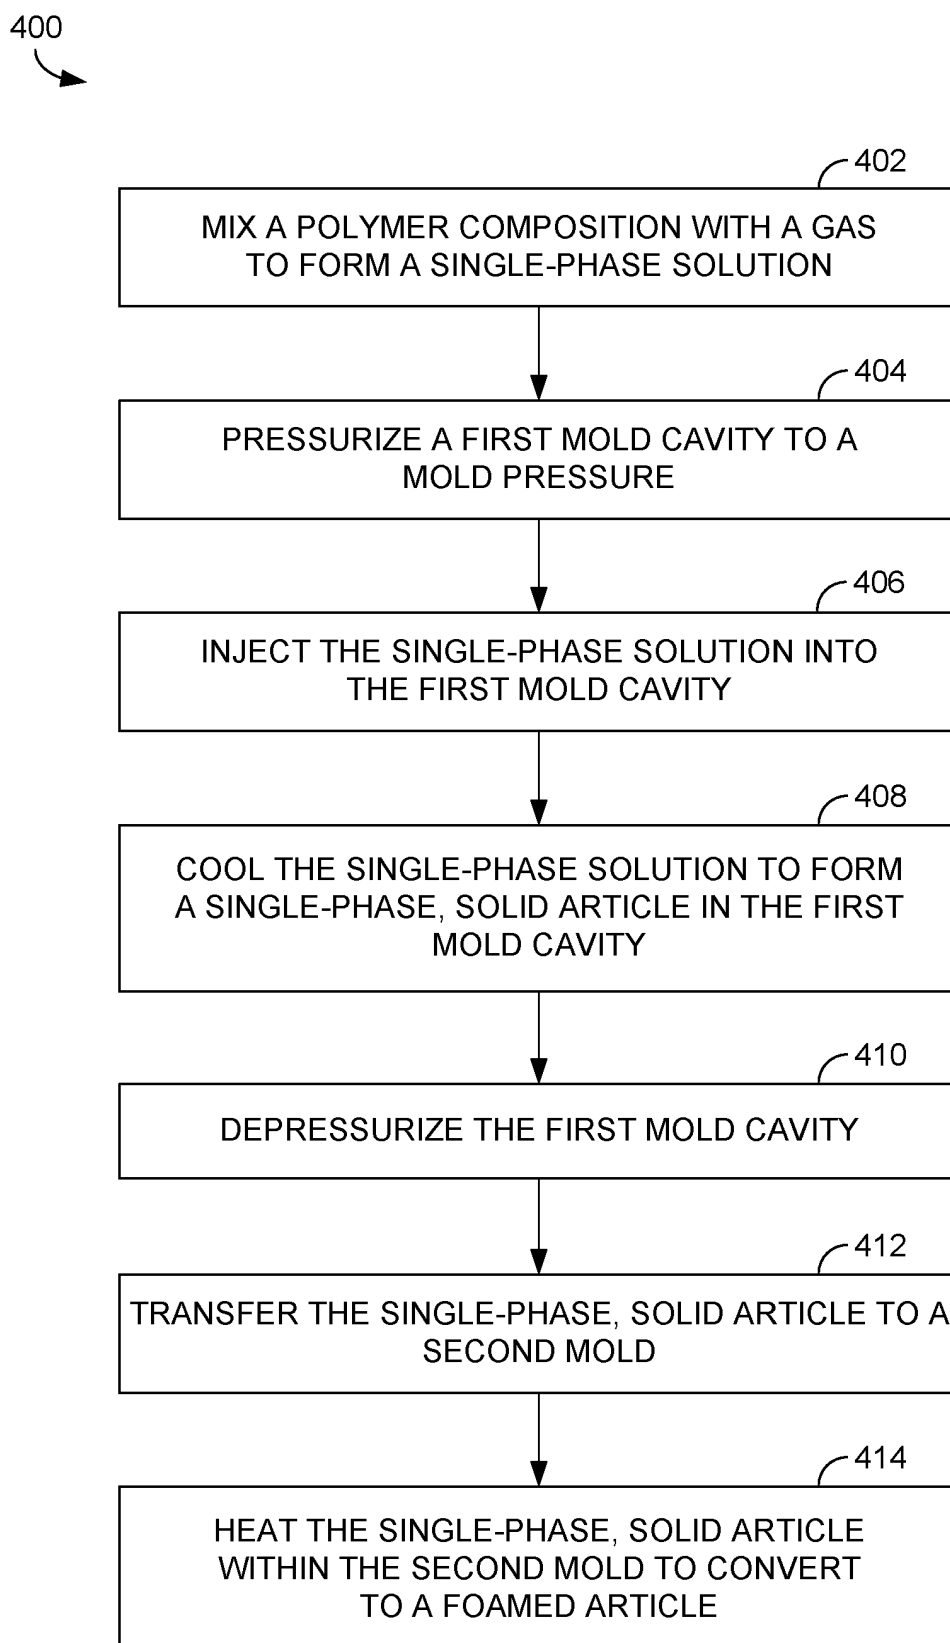 400
402
MIX A POLYMER COMPOSITION WITH A GAS
TO FORM A SINGLE-PHASE SOLUTION
404
PRESSURIZE A FIRST MOLD CAVITY TO A
MOLD PRESSURE
406
INJECT THE SINGLE-PHASE SOLUTION INTO
THE FIRST MOLD CAVITY
408
COOL THE SINGLE-PHASE SOLUTION TO FORM
A SINGLE-PHASE, SOLID ARTICLE IN THE FIRST
MOLD CAVITY
410
DEPRESSURIZE THE FIRST MOLD CAVITY
412
TRANSFER THE SINGLE-PHASE, SOLID ARTICLE TO A
SECOND MOLD
414
HEAT THE SINGLE-PHASE, SOLID ARTICLE
WITHIN THE SECOND MOLD TO CONVERT
TO A FOAMED ARTICLE